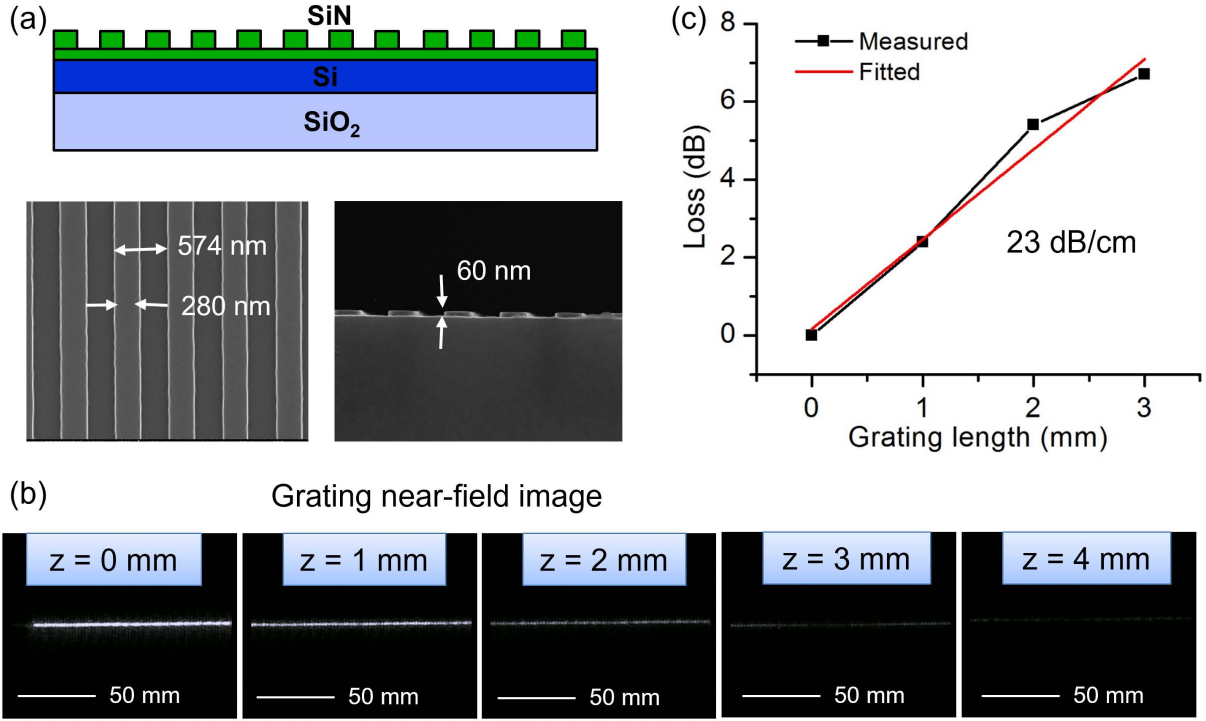 (a)
SiN
Si
SiO₂
574 nm
280 nm
60 nm
(c)
Measured
Fitted
23 dB/cm
Loss (dB)
8
6
4
2
0
0 1 2 3
Grating length (mm)
(b)
Grating near-field image
z = 0 mm
z = 1 mm
z = 2 mm
z = 3 mm
z = 4 mm
50 mm
50 mm
50 mm
50 mm
50 mm